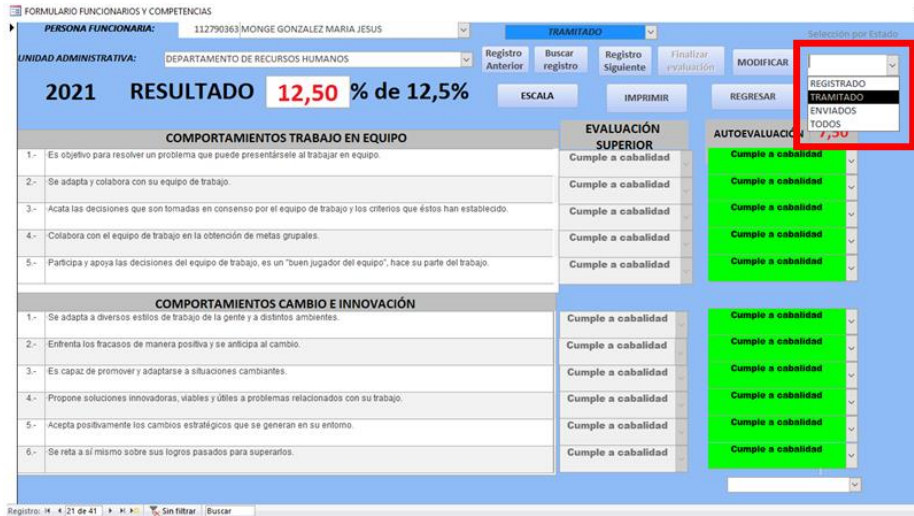 FORMULARIO FUNCIONARIOS Y COMPETENCIAS
PERSONA FUNCIONARIA: 112790363 MONGE GONZALEZ MARIA JESUS TRAMITADO Selección por Estado
UNIDAD ADMINISTRATIVA: DEPARTAMENTO DE RECURSOS HUMANOS
Registro Anterior
Buscar registro
Registro Siguiente
Finalizar evaluación
MODIFICAR
REGISTRADO
TRAMITADO
ENVIADOS
TODOS
2021 RESULTADO 12,50 % de 12,5% ESCALA IMPRIMIR REGRESAR
COMPORTAMIENTOS TRABAJO EN EQUIPO EVALUACIÓN SUPERIOR AUTOEVALUACIÓN 7,50
1.- Es objetivo para resolver un problema que puede presentársele al trabajar en equipo. Cumple a cabalidad Cumple a cabalidad
2.- Se adapta y colabora con su equipo de trabajo. Cumple a cabalidad Cumple a cabalidad
3.- Acata las decisiones que son tomadas en consenso por el equipo de trabajo y los criterios que éstos han establecido. Cumple a cabalidad Cumple a cabalidad
4.- Colabora con el equipo de trabajo en la obtención de metas grupales. Cumple a cabalidad Cumple a cabalidad
5.- Participa y apoya las decisiones del equipo de trabajo, es un "buen jugador del equipo", hace su parte del trabajo. Cumple a cabalidad Cumple a cabalidad
COMPORTAMIENTOS CAMBIO E INNOVACIÓN
1.- Se adapta a diversos estilos de trabajo de la gente y a distintos ambientes. Cumple a cabalidad Cumple a cabalidad
2.- Enfrenta los fracasos de manera positiva y se anticipa al cambio. Cumple a cabalidad Cumple a cabalidad
3.- Es capaz de promover y adaptarse a situaciones cambiantes. Cumple a cabalidad Cumple a cabalidad
4.- Propone soluciones innovadoras, viables y útiles a problemas relacionados con su trabajo. Cumple a cabalidad Cumple a cabalidad
5.- Acepta positivamente los cambios estratégicos que se generan en su entorno. Cumple a cabalidad Cumple a cabalidad
6.- Se reta a sí mismo sobre sus logros pasados para superarlos. Cumple a cabalidad Cumple a cabalidad
Registro: 21 de 41 Sin filtrar Buscar